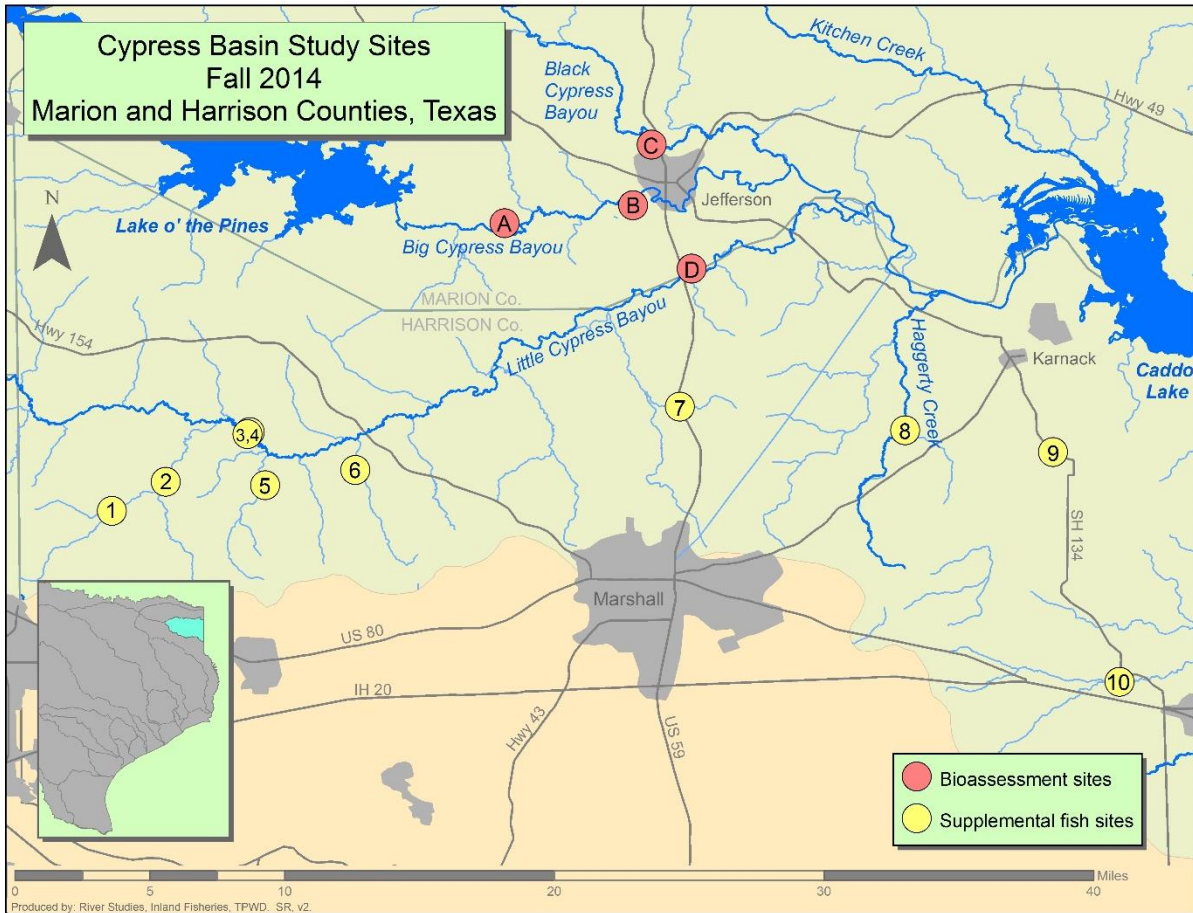 Cypress Basin Study Sites
Fall 2014
Marion and Harrison Counties, Texas
Kitchen Creek
Black
Cypress
Bayou
Hwy 49
C
N
B
Jefferson
A
Lake o' the Pines
Big Cypress Bayou
D
MARION Co.
HARRISON Co.
Hwy 154
Little Cypress Bayou
Haggerty Creek
Karnack
Caddo
Lake
7
3,4
8
6
9
2
5
1
SH 134
Marshall
US 80
10
IH 20
Hwy 43
US 59
Bioassessment sites
Supplemental fish sites
Miles
0 5 10 20 30 40
Produced by: River Studies, Inland Fisheries, TPWD. SR, v2.